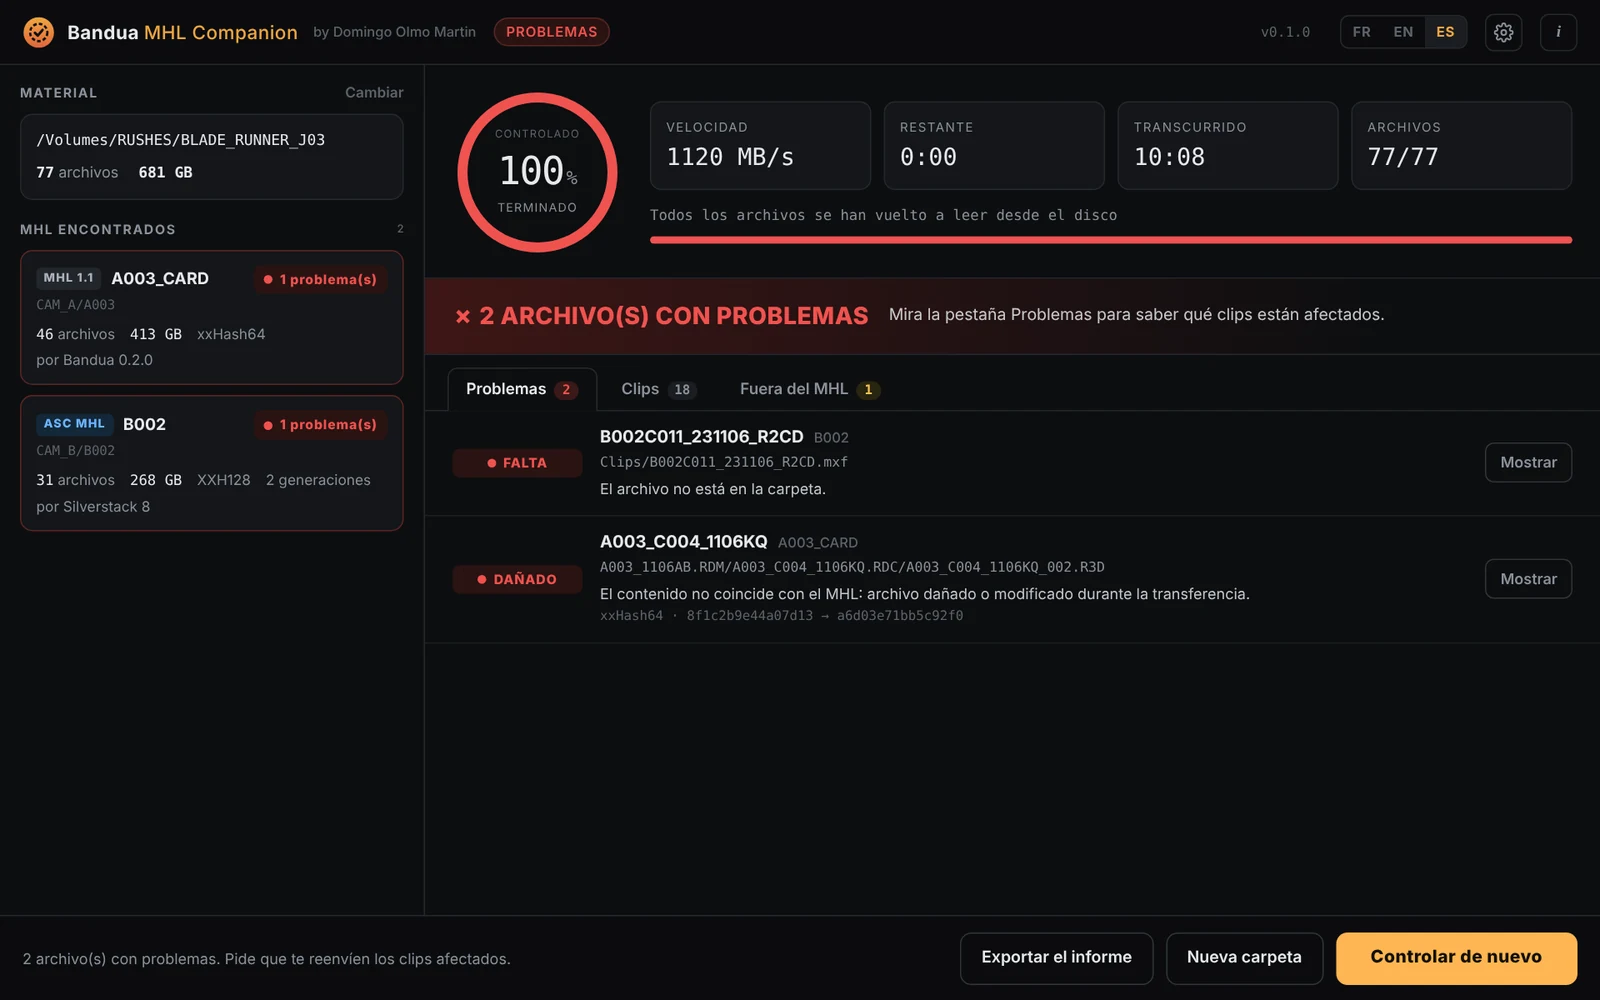 Bandua MHL Companion by Domingo Olmo Martin PROBLEMAS v0.1.0 FR EN ES i
MATERIAL Cambiar
/Volumes/RUSHES/BLADE_RUNNER_J03
77 archivos 681 GB
MHL ENCONTRADOS 2
MHL 1.1 A003_CARD 1 problema(s)
CAM_A/A003
46 archivos 413 GB xxHash64
por Bandua 0.2.0
ASC MHL B002 1 problema(s)
CAM_B/B002
31 archivos 268 GB XXH128 2 generaciones
por Silverstack 8
CONTROLADO
100%
TERMINADO
VELOCIDAD
1120 MB/s
RESTANTE
0:00
TRANSCURRIDO
10:08
ARCHIVOS
77/77
Todos los archivos se han vuelto a leer desde el disco
× 2 ARCHIVO(S) CON PROBLEMAS Mira la pestaña Problemas para saber qué clips están afectados.
Problemas 2 Clips 18 Fuera del MHL 1
FALTA
B002C011_231106_R2CD B002
Clips/B002C011_231106_R2CD.mxf
El archivo no está en la carpeta.
Mostrar
DAÑADO
A003_C004_1106KQ A003_CARD
A003_1106AB.RDM/A003_C004_1106KQ.RDC/A003_C004_1106KQ_002.R3D
El contenido no coincide con el MHL: archivo dañado o modificado durante la transferencia.
xxHash64 · 8f1c2b9e44a07d13 → a6d03e71bb5c92f0
Mostrar
2 archivo(s) con problemas. Pide que te reenvíen los clips afectados.
Exportar el informe Nueva carpeta Controlar de nuevo